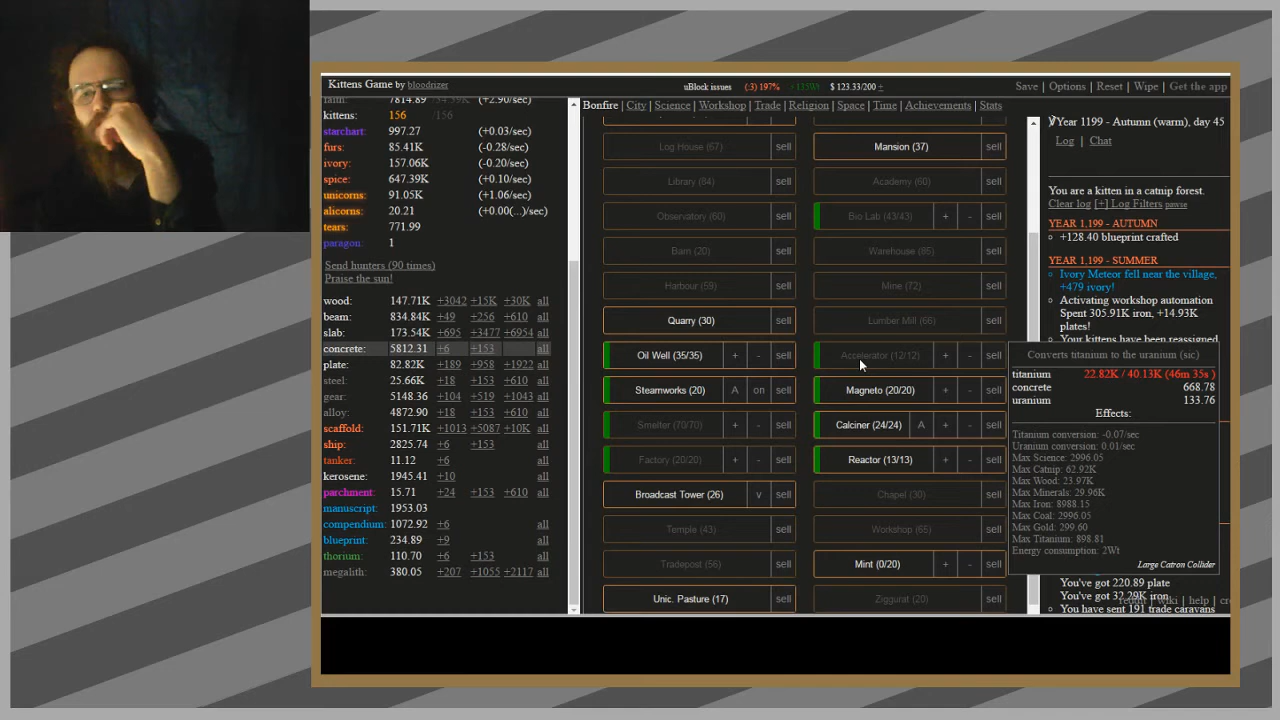 Kittens Game by bloodrizer
uBlock issues
(:3) 197%
$ 123.33/200 ±
Save | Options | Reset | Wipe | Get the app
Bonfire | City | Science | Workshop | Trade | Religion | Space | Time | Achievements | Stats
(+2.90/sec)
kittens: 156 /156
starchart: 997.27 (+0.03/sec)
furs: 85.41K (-0.28/sec)
ivory: 157.06K (-0.20/sec)
spice: 647.39K (+0.10/sec)
unicorns: 91.05K (+1.06/sec)
alicorns: 20.21 (+0.00(...)/sec)
tears: 771.99
paragon: 1
Send hunters (90 times)
Praise the sun!
wood: 147.71K +3042 +15K +30K all
beam: 834.84K +49 +256 +610 all
slab: 173.54K +695 +3477 +6954 all
concrete: 5812.31 +6 +153 all
plate: 82.82K +189 +958 +1922 all
steel: 25.66K +18 +153 +610 all
gear: 5148.36 +104 +519 +1043 all
alloy: 4872.90 +18 +153 +610 all
scaffold: 151.71K +1013 +5087 +10K all
ship: 2825.74 +6 +153 all
tanker: 11.12 +6 all
kerosene: 1945.41 +10 all
parchment: 15.71 +24 +153 +610 all
manuscript: 1953.03
compendium: 1072.92 +6 all
blueprint: 234.89 +9 all
thorium: 110.70 +6 +153 all
megalith: 380.05 +207 +1055 +2117 all
Log House (67) sell Mansion (37) sell
Library (84) sell Academy (60) sell
Observatory (60) sell Bio Lab (43/43) + - sell
Barn (20) sell Warehouse (85) sell
Harbour (59) sell Mine (72) sell
Quarry (30) sell Lumber Mill (66) sell
Oil Well (35/35) + - sell Accelerator (12/12) + - sell
Steamworks (20) A on sell Magneto (20/20) + - sell
Smelter (70/70) + - sell Calciner (24/24) A + - sell
Factory (20/20) + - sell Reactor (13/13) + - sell
Broadcast Tower (26) v sell Chapel (30) sell
Temple (43) sell Workshop (65) sell
Tradepost (56) sell Mint (0/20) + - sell
Unic. Pasture (17) sell Ziggurat (20) sell
Year 1199 - Autumn (warm), day 45
Log | Chat
You are a kitten in a catnip forest.
Clear log [+] Log Filters pause
YEAR 1,199 - AUTUMN
+128.40 blueprint crafted
YEAR 1,199 - SUMMER
Ivory Meteor fell near the village,
+479 ivory!
Activating workshop automation
Spent 305.91K iron, +14.93K
plates!
Your kittens have been reassigned
Converts titanium to the uranium (sic)
titanium 22.82K / 40.13K (46m 35s )
concrete 668.78
uranium 133.76
Effects:
Titanium conversion: -0.07/sec
Uranium conversion: 0.01/sec
Max Science: 2996.05
Max Catnip: 62.92K
Max Wood: 23.97K
Max Minerals: 29.96K
Max Iron: 8988.15
Max Coal: 2996.05
Max Gold: 299.60
Max Titanium: 898.81
Energy consumption: 2Wt
Large Catron Collider
You've got 220.89 plate
You've got 32.29K iron
You have sent 191 trade caravans